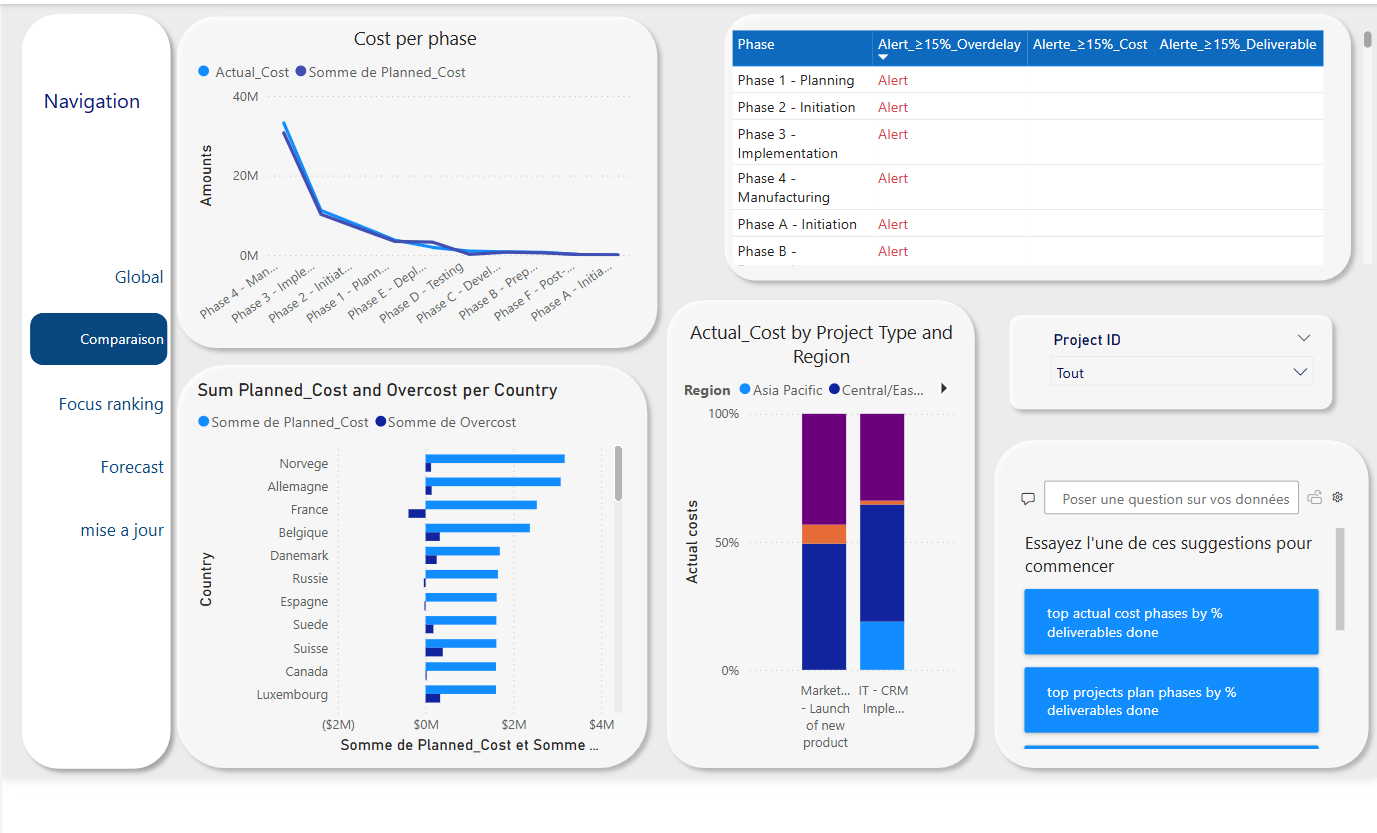 Navigation
Global
Comparaison
Focus ranking
Forecast
mise a jour
Cost per phase
Actual_Cost Somme de Planned_Cost
40M
20M
0M
Amounts
Phase 4 - Man...
Phase 3 - Imple...
Phase 2 - Initiat...
Phase 1 - Plann...
Phase E - Depl...
Phase D - Testing
Phase C - Devel...
Phase B - Prep...
Phase F - Post-...
Phase A - Initia...
Phase Alert_≥15%_Overdelay Alerte_≥15%_Cost Alerte_≥15%_Deliverable
Phase 1 - Planning Alert
Phase 2 - Initiation Alert
Phase 3 - Alert
Implementation
Phase 4 - Alert
Manufacturing
Phase A - Initiation Alert
Phase B - Alert
Sum Planned_Cost and Overcost per Country
Somme de Planned_Cost Somme de Overcost
Country
Norvege
Allemagne
France
Belgique
Danemark
Russie
Espagne
Suede
Suisse
Canada
Luxembourg
($2M) $0M $2M $4M
Somme de Planned_Cost et Somme ...
Actual_Cost by Project Type and
Region
Region Asia Pacific Central/Eas...
100%
50%
0%
Actual costs
Market...
- Launch
of new
product
IT - CRM
Imple...
Project ID
Tout
Poser une question sur vos données
Essayez l'une de ces suggestions pour
commencer
top actual cost phases by %
deliverables done
top projects plan phases by %
deliverables done